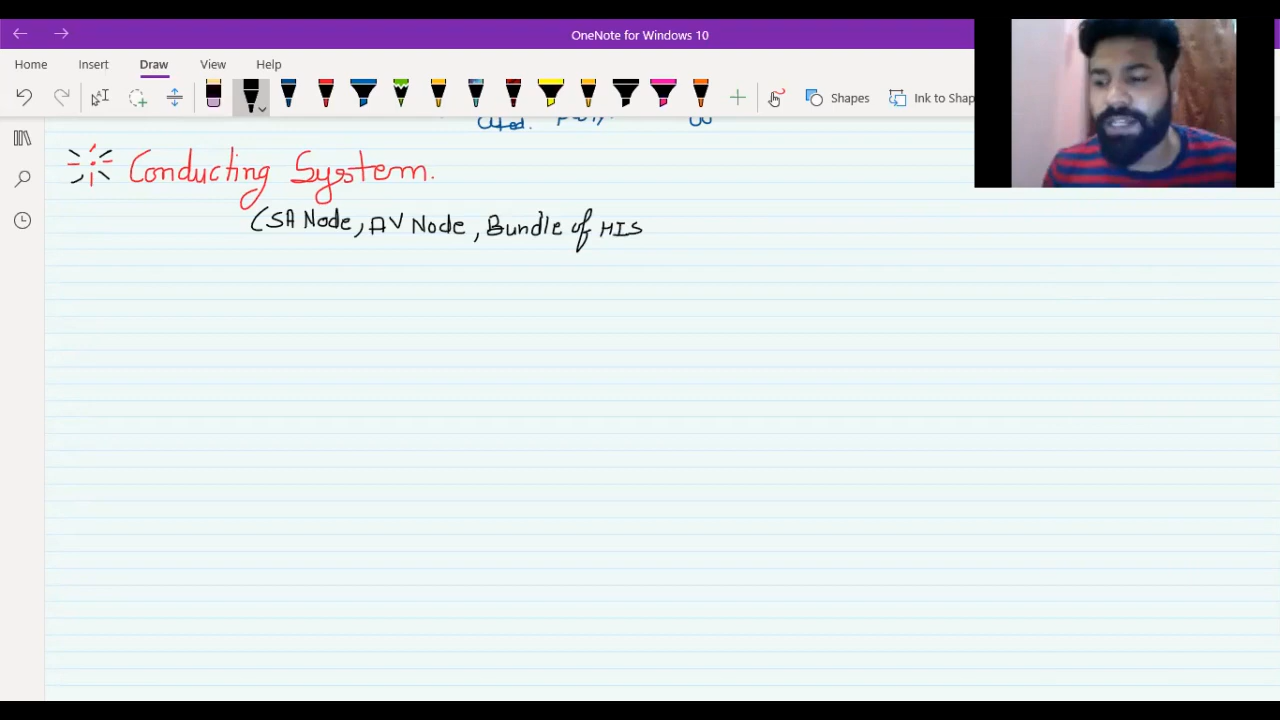 OneNote for Windows 10
Home Insert Draw View Help
Shapes Ink to Shap
Conducting System.
(SA Node, AV Node, Bundle of HIS